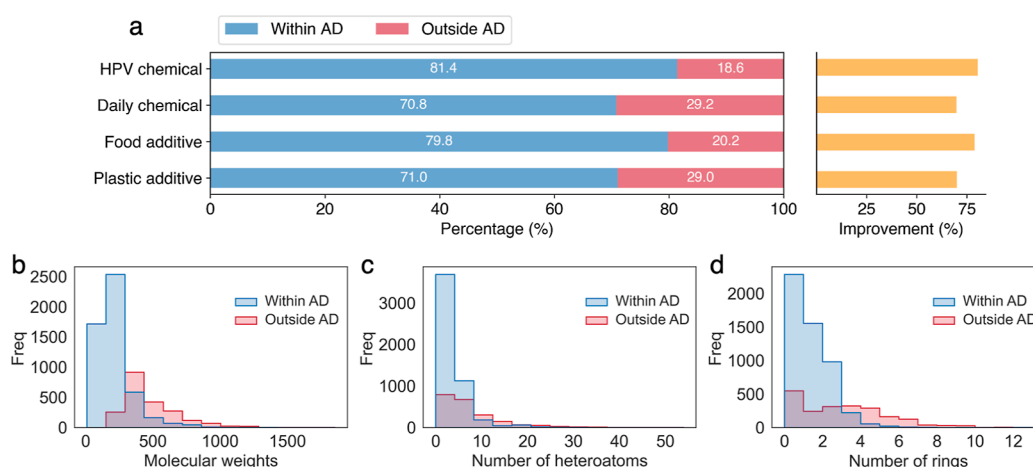 a
Within AD Outside AD
HPV chemical 81.4 18.6
Daily chemical 70.8 29.2
Food additive 79.8 20.2
Plastic additive 71.0 29.0
0 20 40 60 80 100 25 50 75
Percentage (%) Improvement (%)
b
2500
2000
1500
1000
500
0
Freq
Within AD
Outside AD
0 500 1000 1500
Molecular weights
c
3000
2000
1000
0
Freq
Within AD
Outside AD
0 10 20 30 40 50
Number of heteroatoms
d
2000
1500
1000
500
0
Freq
Within AD
Outside AD
0 2 4 6 8 10 12
Number of rings